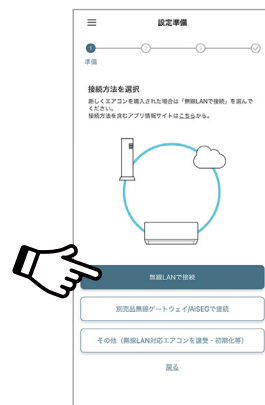 設定準備
1
2
3
準備
接続方法を選択
新しくエアコンを購入された場合は「無線LANで接続」を選んで
ください。
接続方法を含むアプリ情報サイトはこちらから。
無線LANで接続
別売品無線ゲートウェイ/AiSEGで接続
その他（無線LAN対応エアコンを譲受・初期化等）
戻る